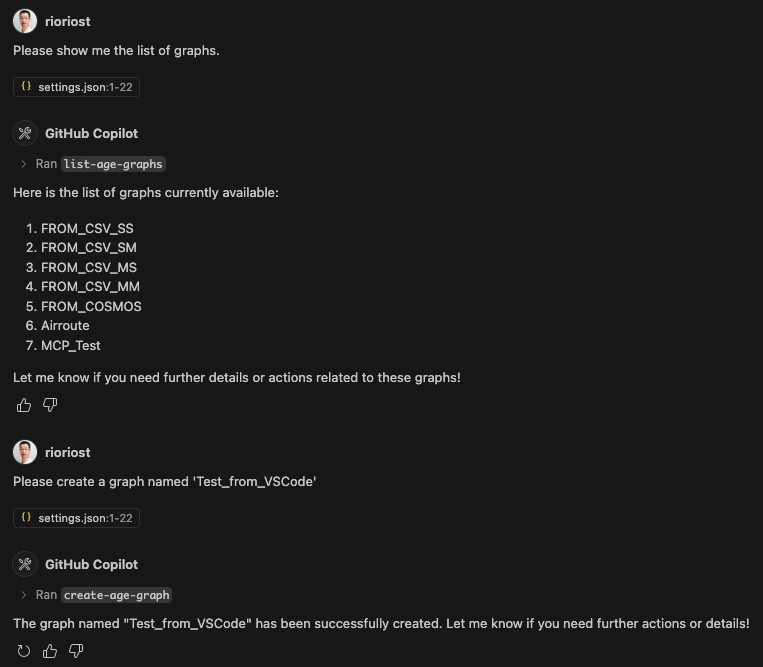 rioriost
Please show me the list of graphs.
{} settings.json:1-22
GitHub Copilot
> Ran list-age-graphs
Here is the list of graphs currently available:
1. FROM_CSV_SS
2. FROM_CSV_SM
3. FROM_CSV_MS
4. FROM_CSV_MM
5. FROM_COSMOS
6. Airroute
7. MCP_Test
Let me know if you need further details or actions related to these graphs!
rioriost
Please create a graph named 'Test_from_VSCode'
{} settings.json:1-22
GitHub Copilot
> Ran create-age-graph
The graph named "Test_from_VSCode" has been successfully created. Let me know if you need further actions or details!